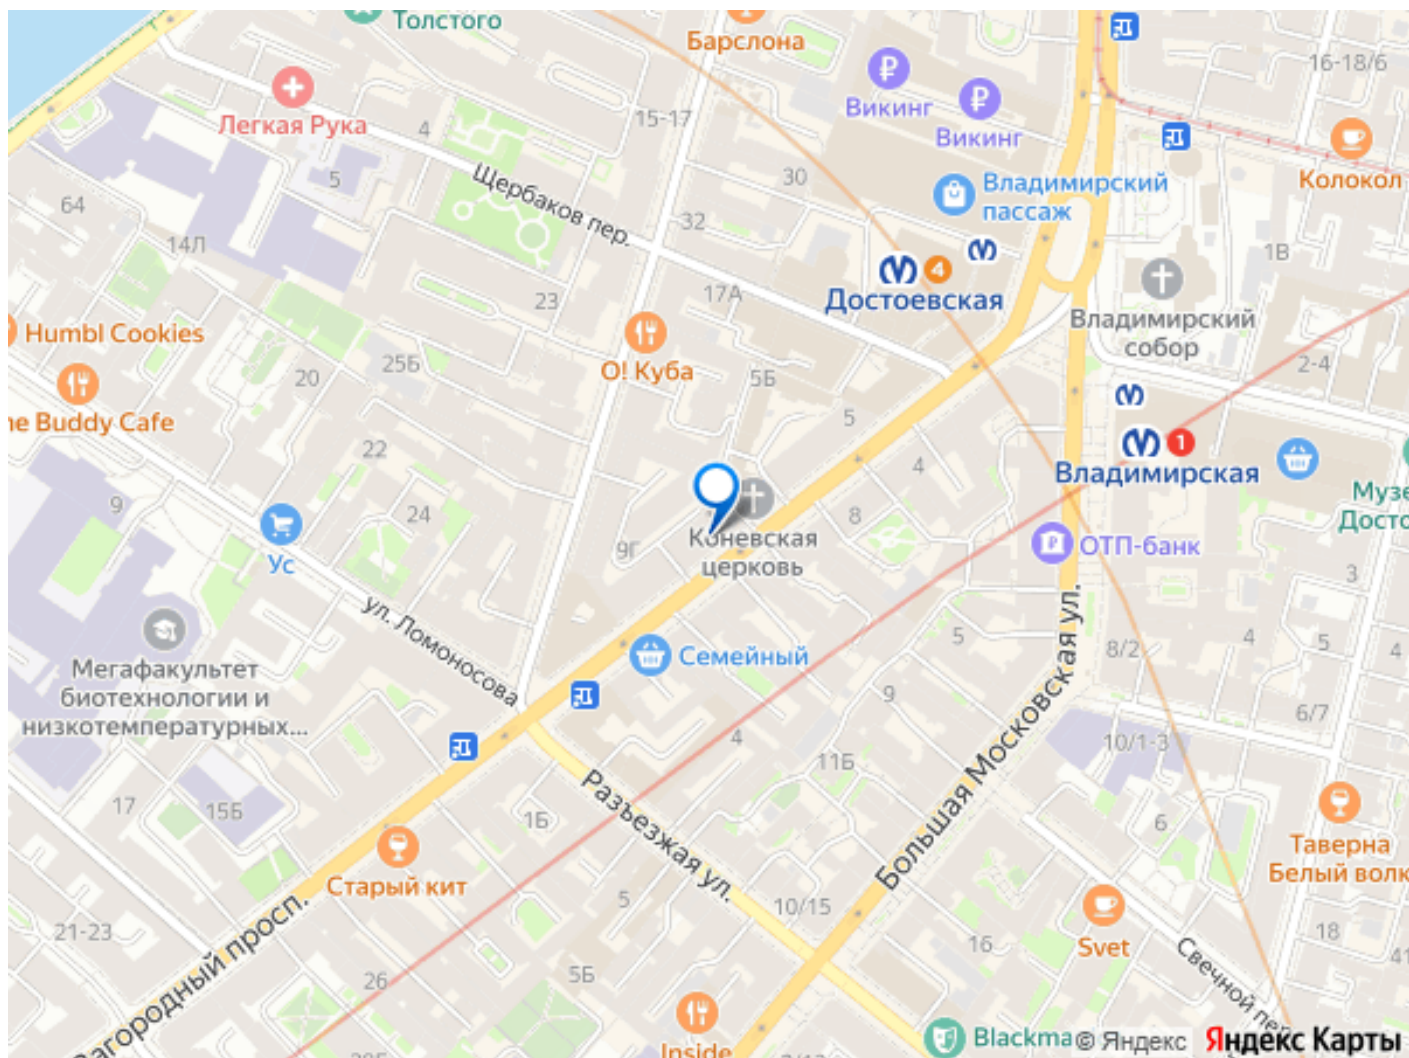 Толстого
Барслона
Викинг
Викинг
16-18/6
Колокол
Легкая Рука
4
15-17
5
Щербаков пер.
30
Владимирский
пассаж
64
14Л
32
1В
23
17А
4
Достоевская
Владимирский
собор
Humbl Cookies
20
25Б
О! Куба
5Б
2-4
ne Buddy Cafe
22
5
4
1
Владимирская
Музе
Досто
9
24
Ус
9Г
Коневская
церковь
8
ОТП-банк
3
ул. Ломоносова
Мегафакультет
биотехнологии и
низкотемпературных...
Семейный
5
8/2
4
5
4
9
6/7
4
11Б
10/1-3
Большая Московская ул.
17
15Б
1Б
Разъезжая ул.
6
Таверна
Белый волк
Старый кит
5
10/15
Svet
18
21-23
Загородный просп.
26
5Б
16
Свечной пер
Inside
Blackma
© Яндекс
Яндекс Карты